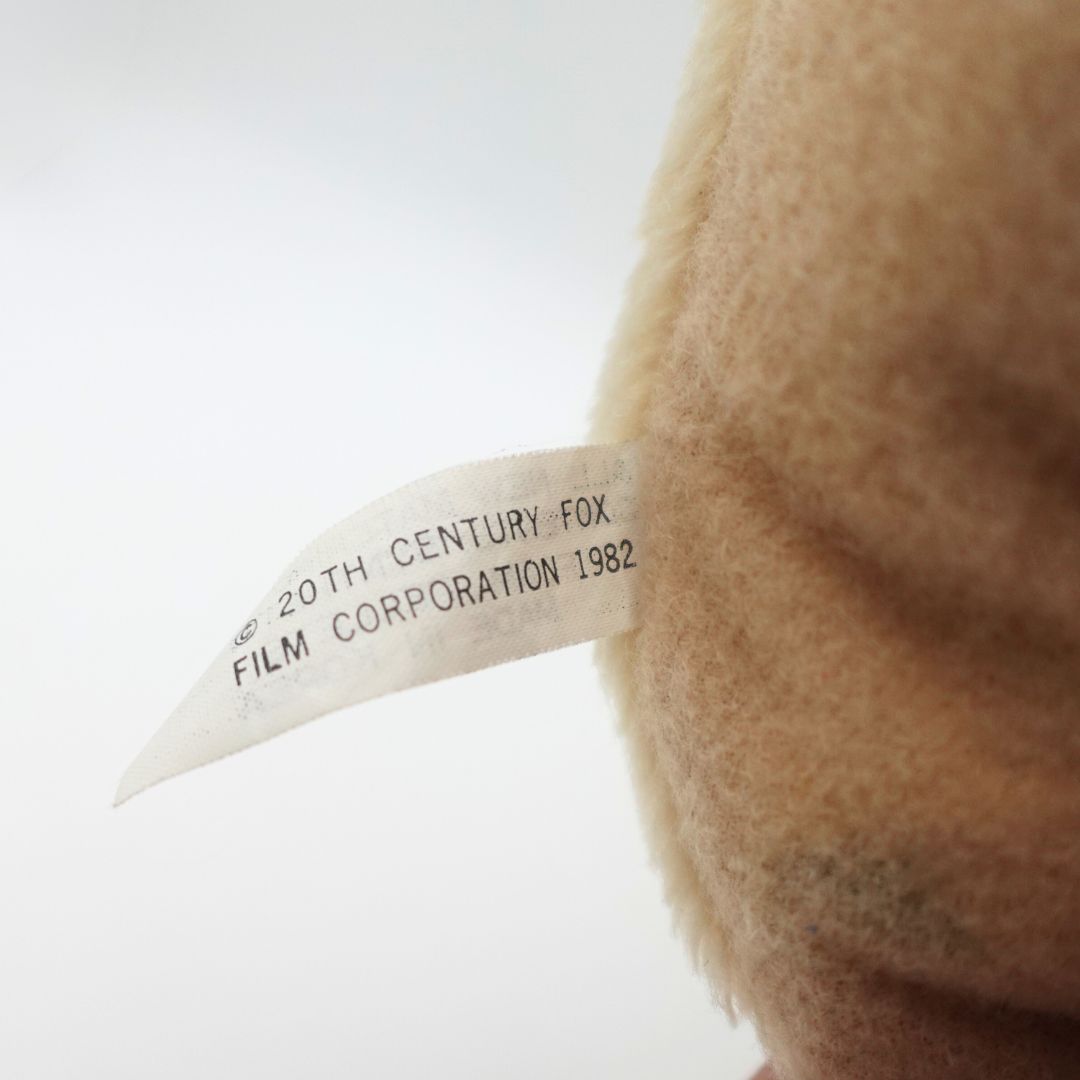 © 20TH CENTURY FOX
FILM CORPORATION 1982